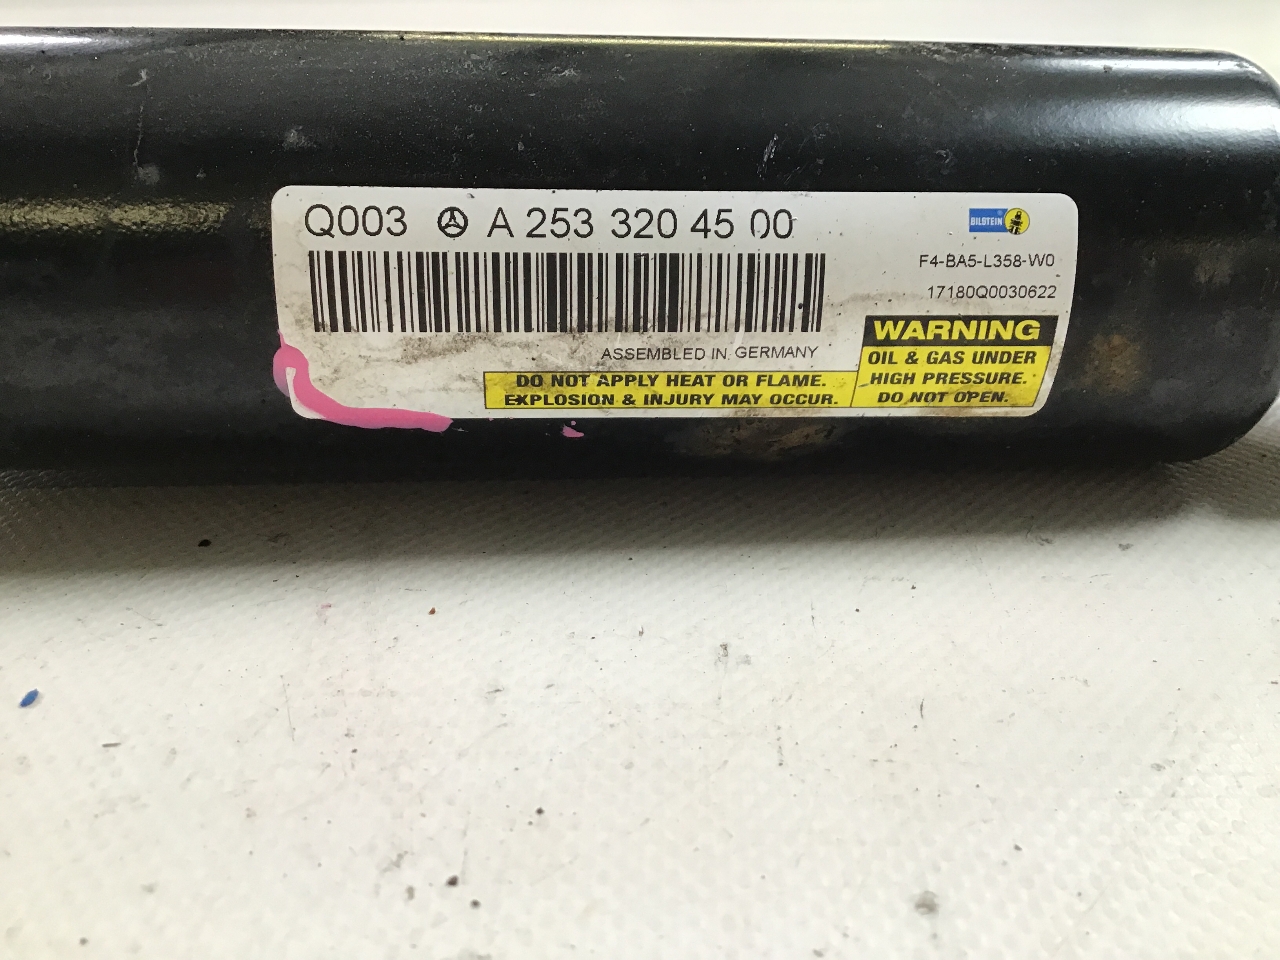 Q003 A 253 320 45 00
BILSTEIN
F4-BA5-L358-W0
17180Q0030622
ASSEMBLED IN GERMANY
WARNING
OIL & GAS UNDER
HIGH PRESSURE.
DO NOT OPEN.
DO NOT APPLY HEAT OR FLAME.
EXPLOSION & INJURY MAY OCCUR.